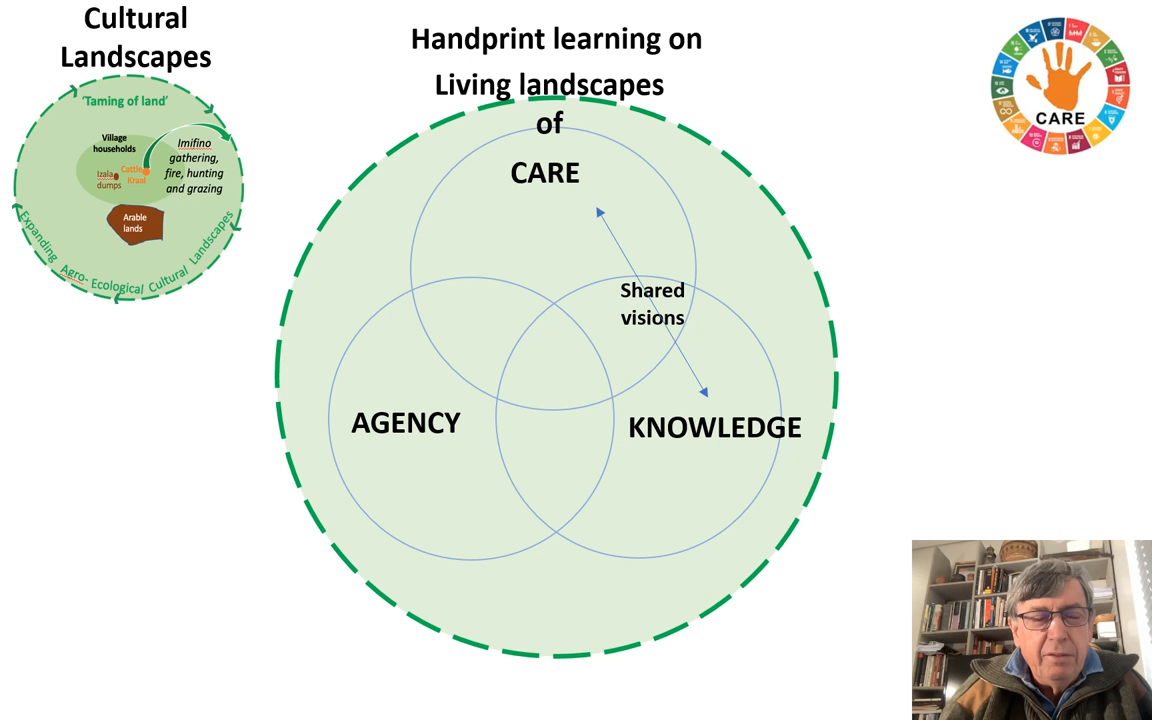 Cultural
Landscapes
'Taming of land'
Village
households
Izala
dumps
Cattle
Kraal
Imifino
gathering,
fire, hunting
and grazing
Arable
lands
Expanding Agro-Ecological Cultural Landscapes
Handprint learning on
Living landscapes
of
CARE
Shared
visions
AGENCY
KNOWLEDGE
CARE